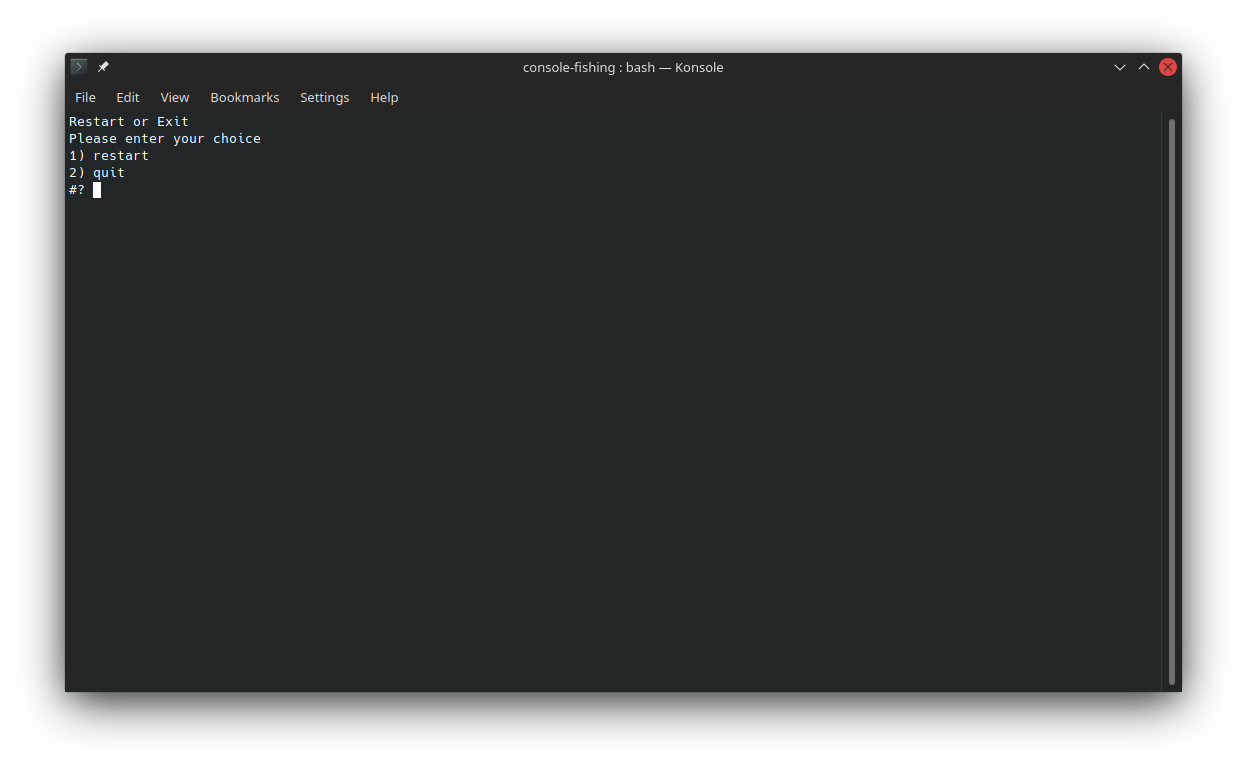 console-fishing : bash — Konsole
File Edit View Bookmarks Settings Help
Restart or Exit
Please enter your choice
1) restart
2) quit
#?